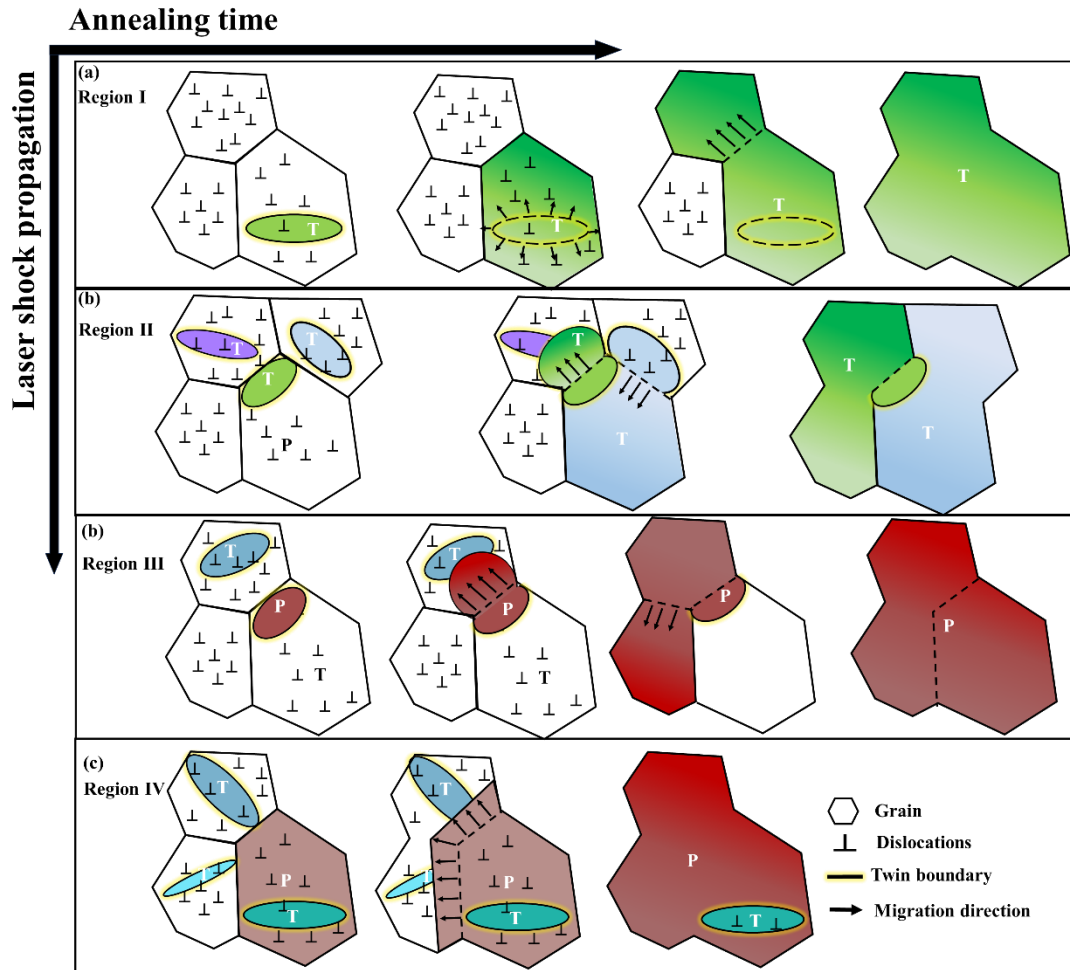 Annealing time
Laser shock propagation
(a)
Region I
T
T
T
T
(b)
Region II
T
T
T
P
T
T
T
T
(b)
Region III
T
P
T
T
P
T
P
P
(c)
Region IV
T
T
P
T
T
T
P
T
P
T
Grain
Dislocations
Twin boundary
Migration direction